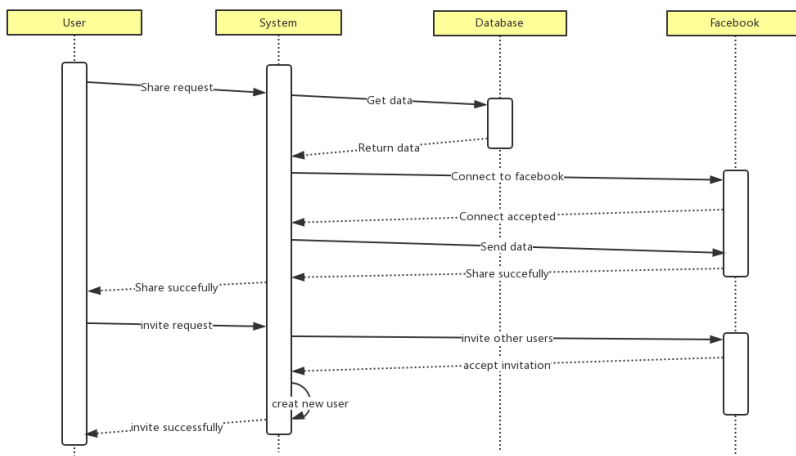 User
System
Database
Facebook
Share request
Get data
Return data
Connect to facebook
Connect accepted
Send data
Share succefully
Share succefully
invite request
invite other users
accept invitation
creat new user
invite successfully